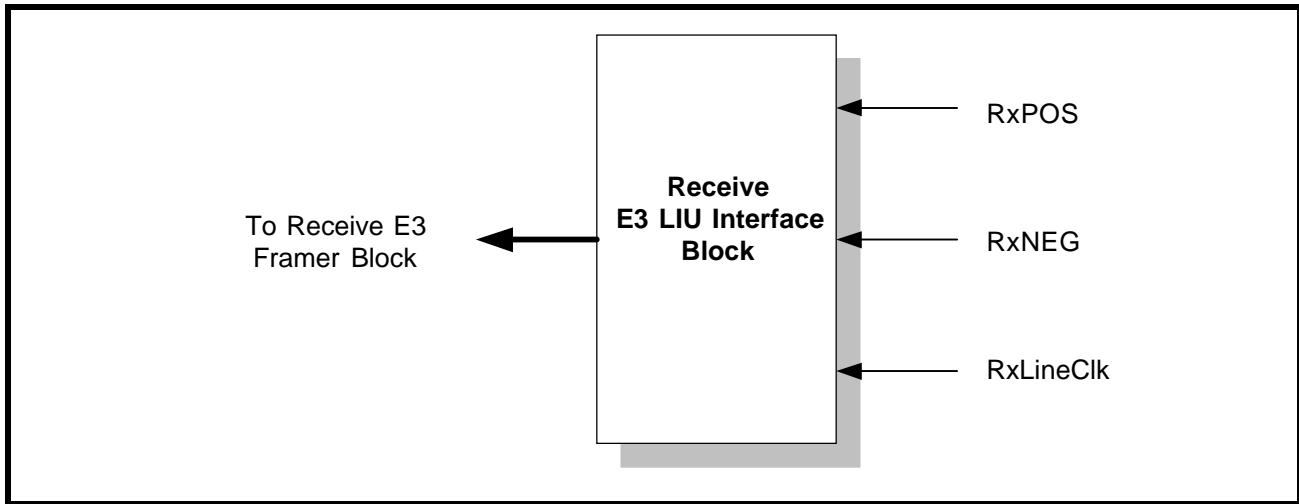 To Receive E3
Framer Block
Receive
E3 LIU Interface
Block
RxPOS
RxNEG
RxLineClk